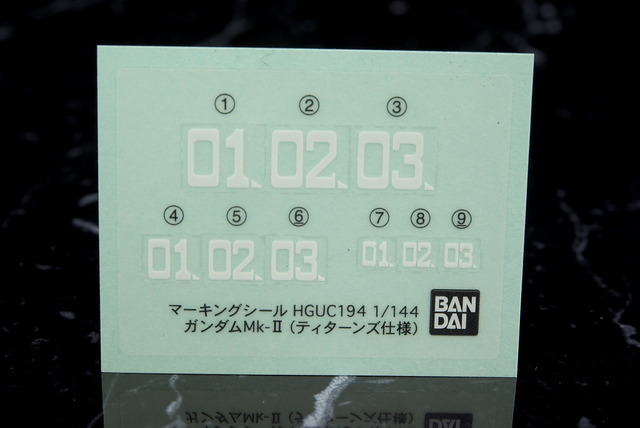 ① ② ③
01 02 03
④ ⑤ ⑥ ⑦ ⑧ ⑨
01 02 03 01 02 03
マーキングシール HGUC194 1/144
ガンダムMk-Ⅱ（ティターンズ仕様）
BAN
DAI